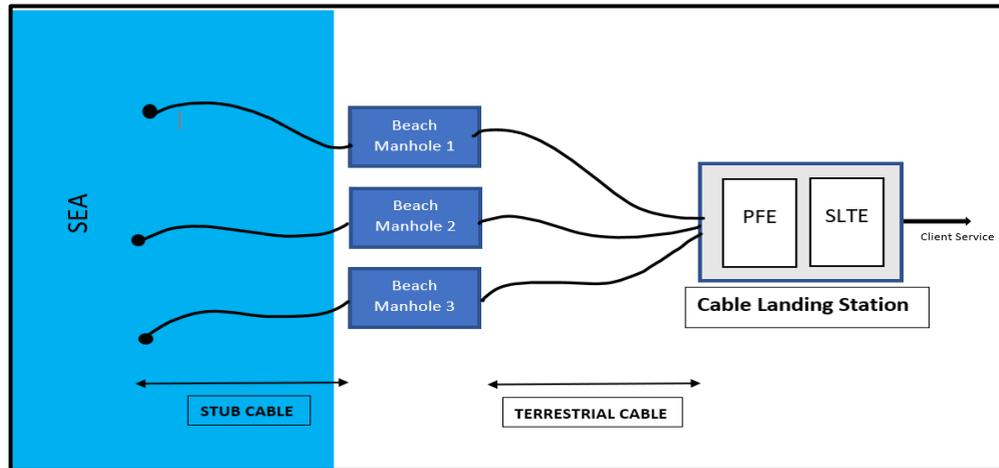 SEA
Beach
Manhole 1
Beach
Manhole 2
Beach
Manhole 3
PFE
SLTE
Client Service
Cable Landing Station
STUB CABLE
TERRESTRIAL CABLE